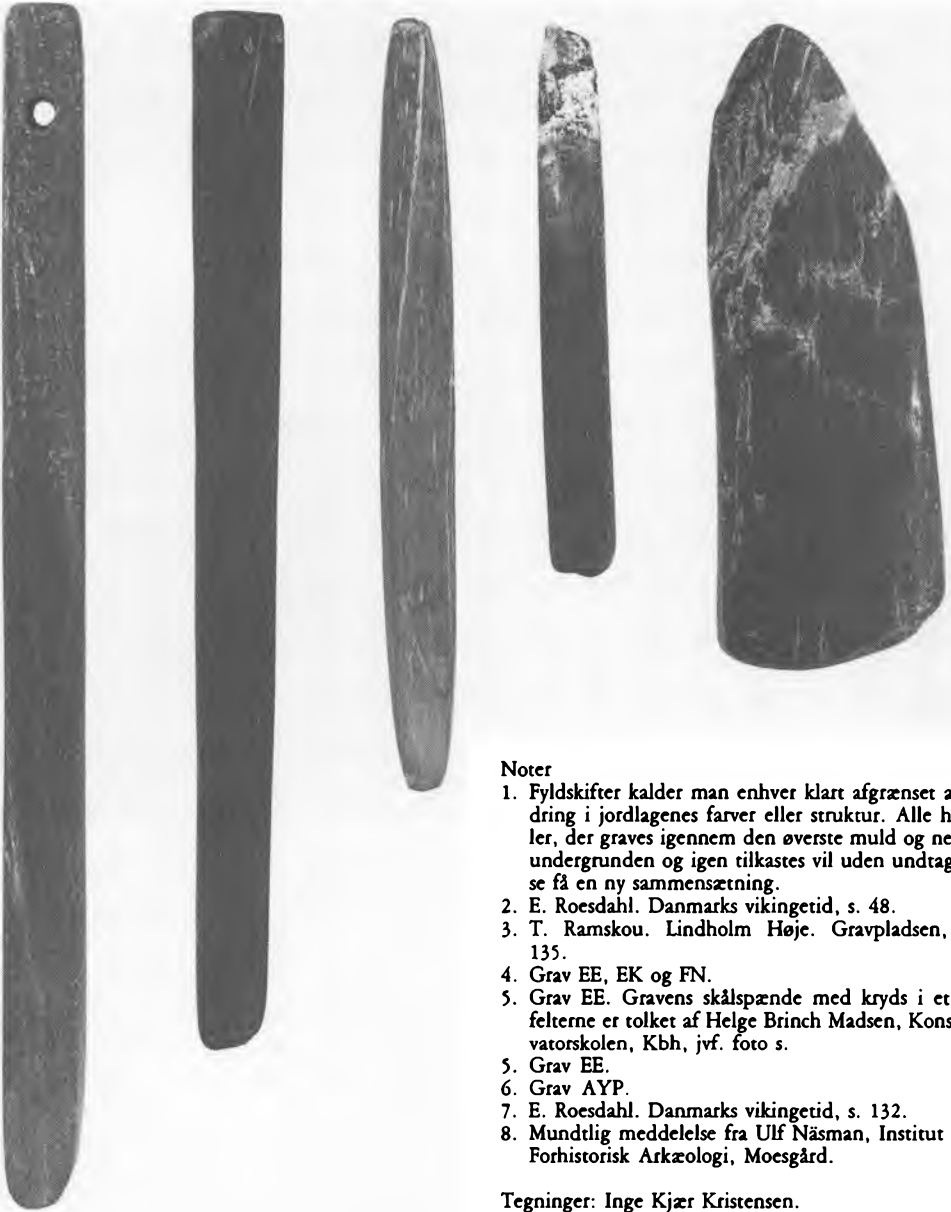 Noter
1. Fyldskifter kalder man enhver klart afgrænset a
dring i jordlagenes farver eller struktur. Alle h
ler, der graves igennem den øverste muld og ne
undergrunden og igen tilkastes vil uden undtag
se få en ny sammensætning.
2. E. Roesdahl. Danmarks vikingetid, s. 48.
3. T. Ramskou. Lindholm Høje. Gravpladsen,
135.
4. Grav EE, EK og FN.
5. Grav EE. Gravens skålspænde med kryds i et
felterne er tolket af Helge Brinch Madsen, Kons
vatorskolen, Kbh, jvf. foto s.
5. Grav EE.
6. Grav AYP.
7. E. Roesdahl. Danmarks vikingetid, s. 132.
8. Mundtlig meddelelse fra Ulf Näsman, Institut
Forhistorisk Arkæologi, Moesgård.
Tegninger: Inge Kjær Kristensen.